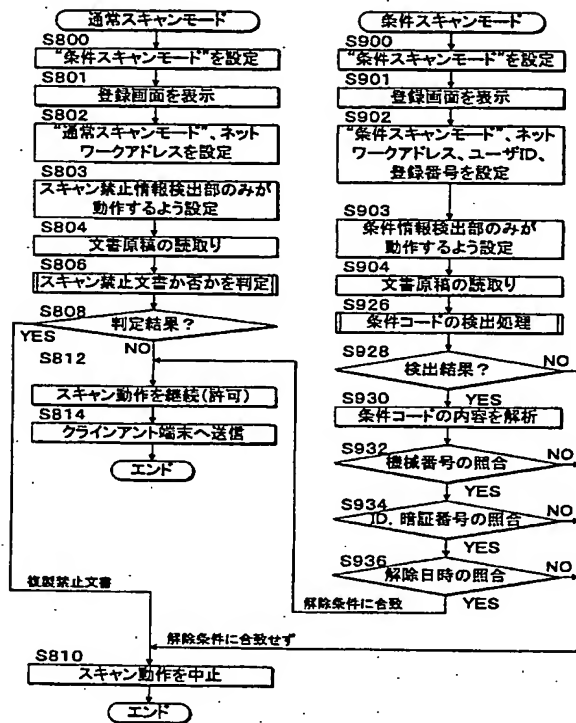 通常スキャンモード
S800
“条件スキャンモード”を設定
S801
登録画面を表示
S802
“通常スキャンモード”、ネット
ワークアドレスを設定
S803
スキャン禁止情報検出部のみが
動作するよう設定
S804
文書原稿の読取り
S806
スキャン禁止文書か否かを判定
S808
判定結果?
YES
NO
S812
スキャン動作を継続(許可)
S814
クラインアント端末へ送信
エンド
複製禁止文書
S810
スキャン動作を中止
エンド
条件スキャンモード
S900
“条件スキャンモード”を設定
S901
登録画面を表示
S902
“条件スキャンモード”、ネット
ワークアドレス、ユーザID、
登録番号を設定
S903
条件情報検出部のみが
動作するよう設定
S904
文書原稿の読取り
S926
条件コードの検出処理
S928
検出結果?
NO
YES
S930
条件コードの内容を解析
S932
機械番号の照合
NO
YES
S934
ID、暗証番号の照合
NO
YES
S936
解除日時の照合
NO
YES
解除条件に合致
解除条件に合致せず